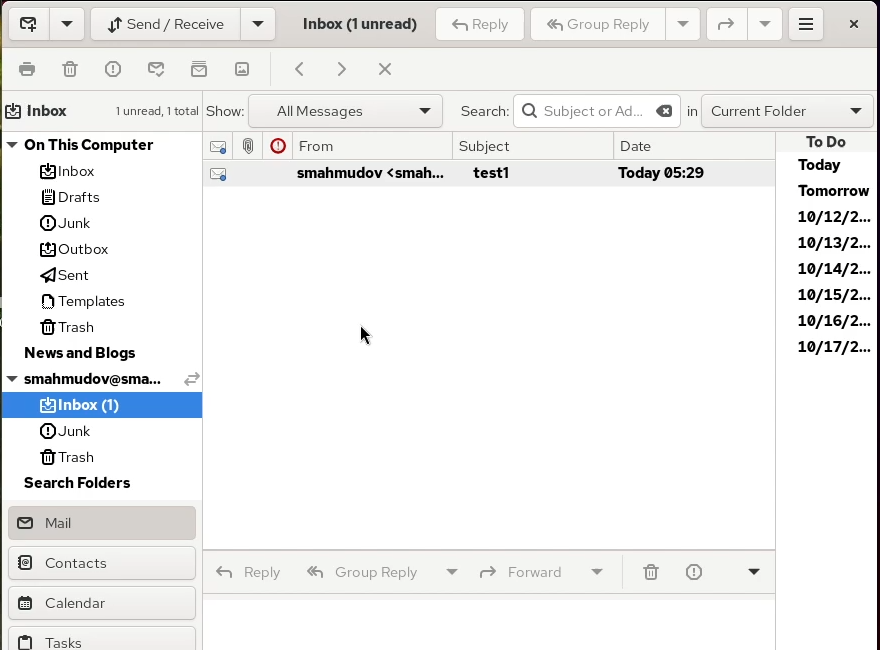 Send / Receive
Inbox (1 unread)
Reply
Group Reply
Inbox
1 unread, 1 total
Show:
All Messages
Search:
Subject or Ad...
in
Current Folder
On This Computer
Inbox
Drafts
Junk
Outbox
Sent
Templates
Trash
News and Blogs
smahmudov@sma...
Inbox (1)
Junk
Trash
Search Folders
Mail
Contacts
Calendar
Tasks
From
Subject
Date
smahmudov <smah...
test1
Today 05:29
Reply
Group Reply
Forward
To Do
Today
Tomorrow
10/12/2...
10/13/2...
10/14/2...
10/15/2...
10/16/2...
10/17/2...